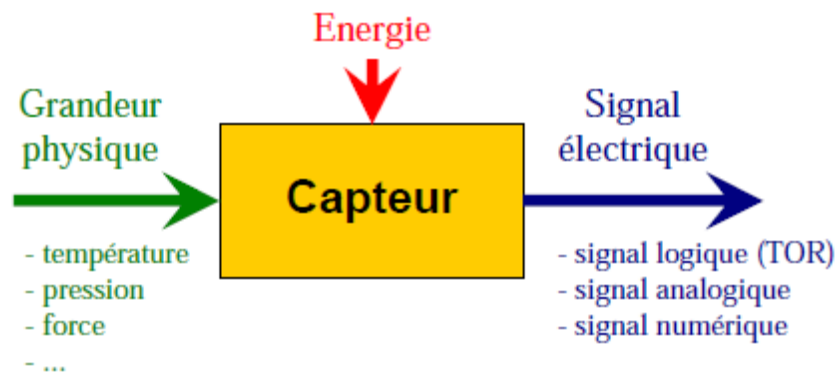 Energie
Grandeur
physique
Capteur
Signal
électrique
- température
- pression
- force
- ...
- signal logique (TOR)
- signal analogique
- signal numérique